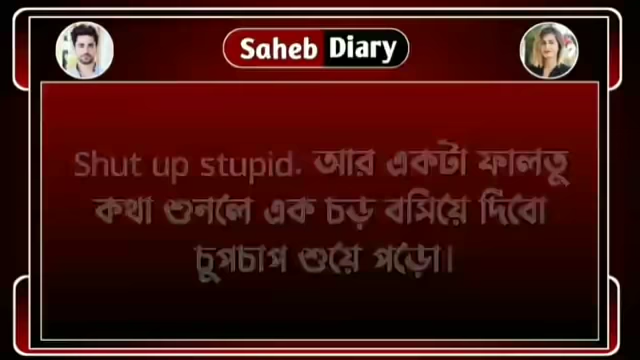 Saheb Diary
Shut up stupid. আর একটা ফালতু
কথা শুনলে এক চড় বসিয়ে দিবো
চুপচাপ শুয়ে পড়ো।